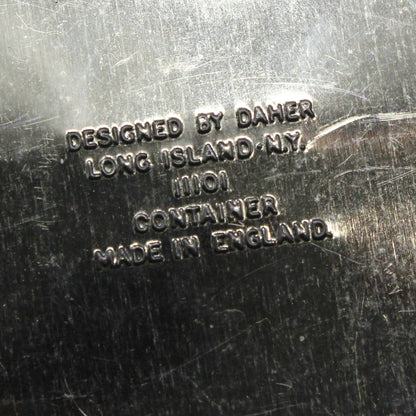 DESIGNED BY DAHER
LONG ISLAND·N.Y.
11101
CONTAINER
MADE IN ENGLAND.